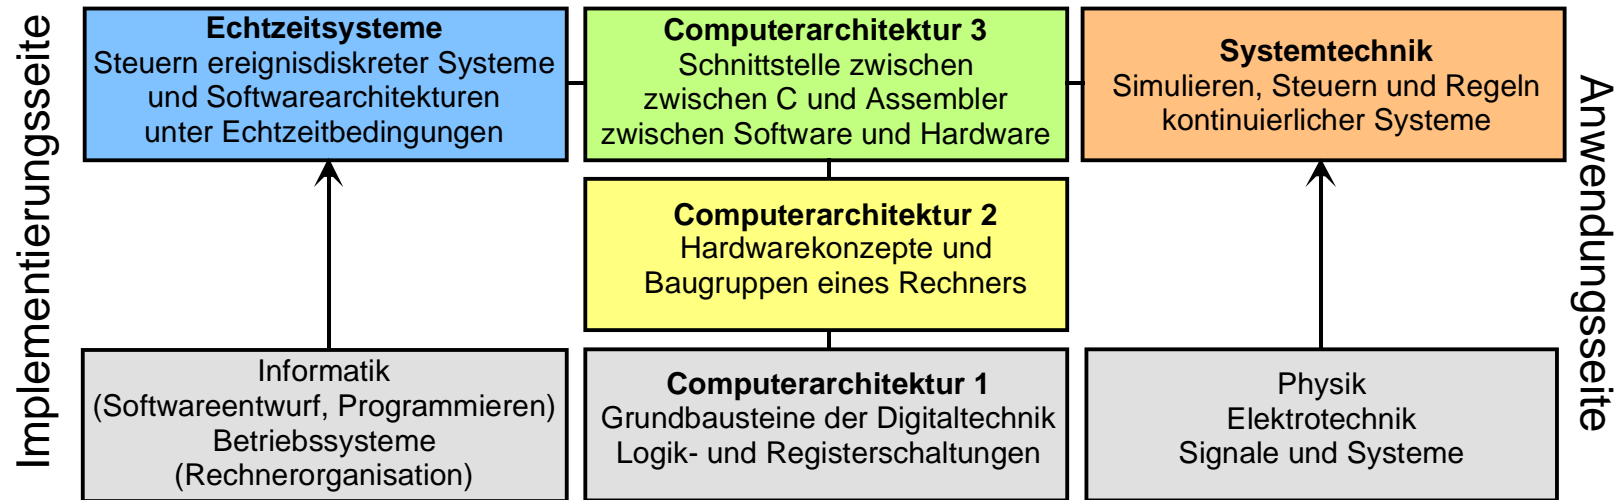 Implementierungsseite
Echtzeitsysteme
Steuern ereignisdiskreter Systeme
und Softwarearchitekturen
unter Echtzeitbedingungen
Computerarchitektur 3
Schnittstelle zwischen
zwischen C und Assembler
zwischen Software und Hardware
Systemtechnik
Simulieren, Steuern und Regeln
kontinuierlicher Systeme
Anwendungsseite
Computerarchitektur 2
Hardwarekonzepte und
Baugruppen eines Rechners
Informatik
(Softwareentwurf, Programmieren)
Betriebssysteme
(Rechnerorganisation)
Computerarchitektur 1
Grundbausteine der Digitaltechnik
Logik- und Registerschaltungen
Physik
Elektrotechnik
Signale und Systeme